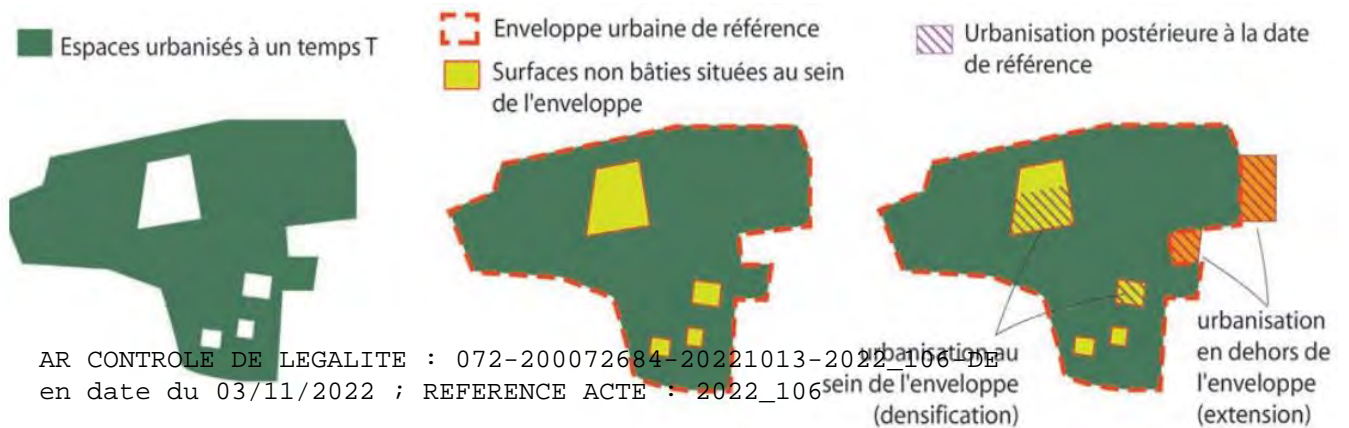 Espaces urbanisés à un temps T
Enveloppe urbaine de référence
Surfaces non bâties situées au sein
de l'enveloppe
Urbanisation postérieure à la date
de référence
urbanisation au
sein de l'enveloppe
(densification)
urbanisation
en dehors de
l'enveloppe
(extension)
AR CONTROLE DE LEGALITE : 072-200072684-20221013-2022_106-DE
en date du 03/11/2022 ; REFERENCE ACTE : 2022_106